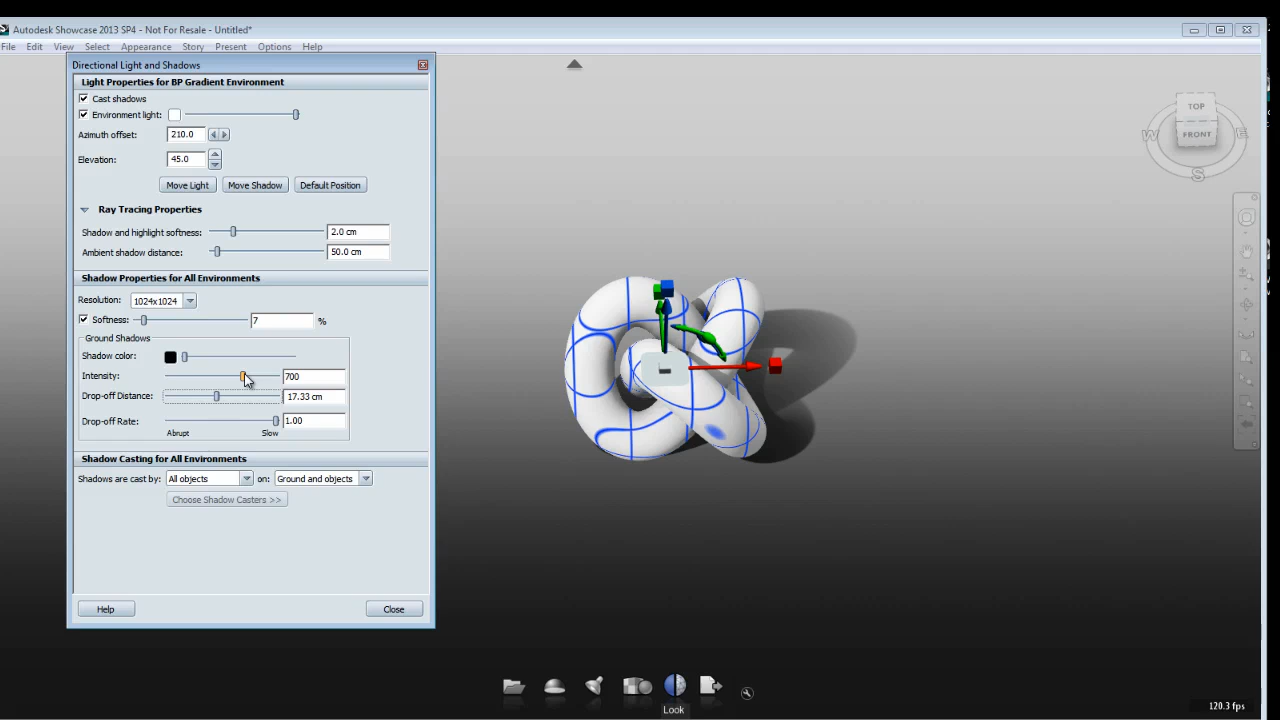 Autodesk Showcase 2013 SP4 - Not For Resale - Untitled*
File Edit View Select Appearance Story Present Options Help
Directional Light and Shadows
Light Properties for BP Gradient Environment
Cast shadows
Environment light:
Azimuth offset: 210.0
Elevation: 45.0
Move Light Move Shadow Default Position
Ray Tracing Properties
Shadow and highlight softness: 2.0 cm
Ambient shadow distance: 50.0 cm
Shadow Properties for All Environments
Resolution: 1024x1024
Softness: 7 %
Ground Shadows
Shadow color:
Intensity: 700
Drop-off Distance: 17.33 cm
Drop-off Rate: 1.00
Abrupt Slow
Shadow Casting for All Environments
Shadows are cast by: All objects on: Ground and objects
Choose Shadow Casters >>
Help Close
TOP
W FRONT E
S
Look
120.3 fps